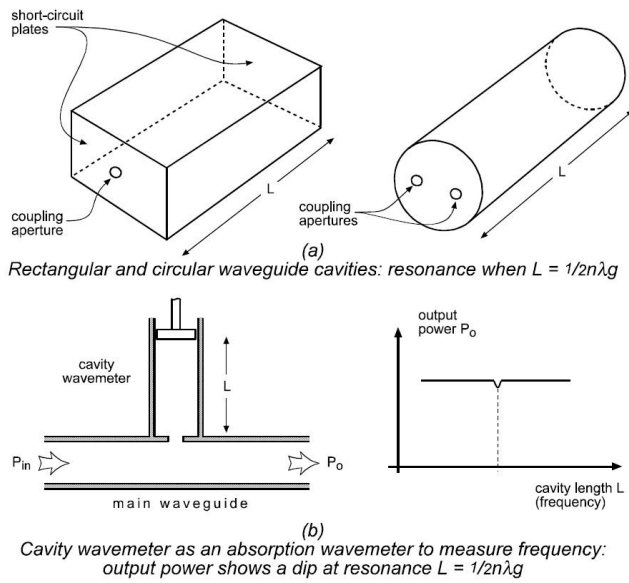 short-circuit
plates
coupling
aperture
L
coupling
apertures
L
(a)
Rectangular and circular waveguide cavities: resonance when L = 1/2nλg
cavity
wavemeter
L
Pin
Po
main waveguide
output
power Po
cavity length L
(frequency)
(b)
Cavity wavemeter as an absorption wavemeter to measure frequency:
output power shows a dip at resonance L = 1/2nλg